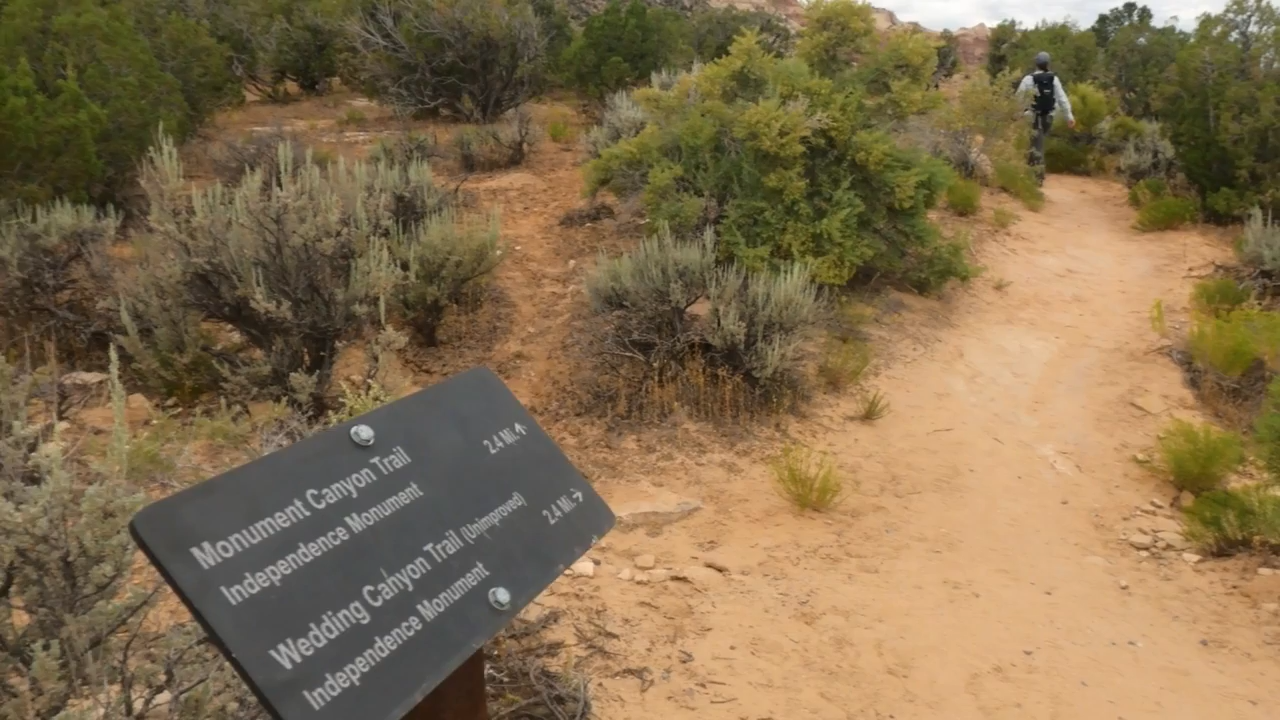 Monument Canyon Trail
Independence Monument 2.4 Mi.↑
Wedding Canyon Trail (Unimproved)
Independence Monument 2.4 Mi.→